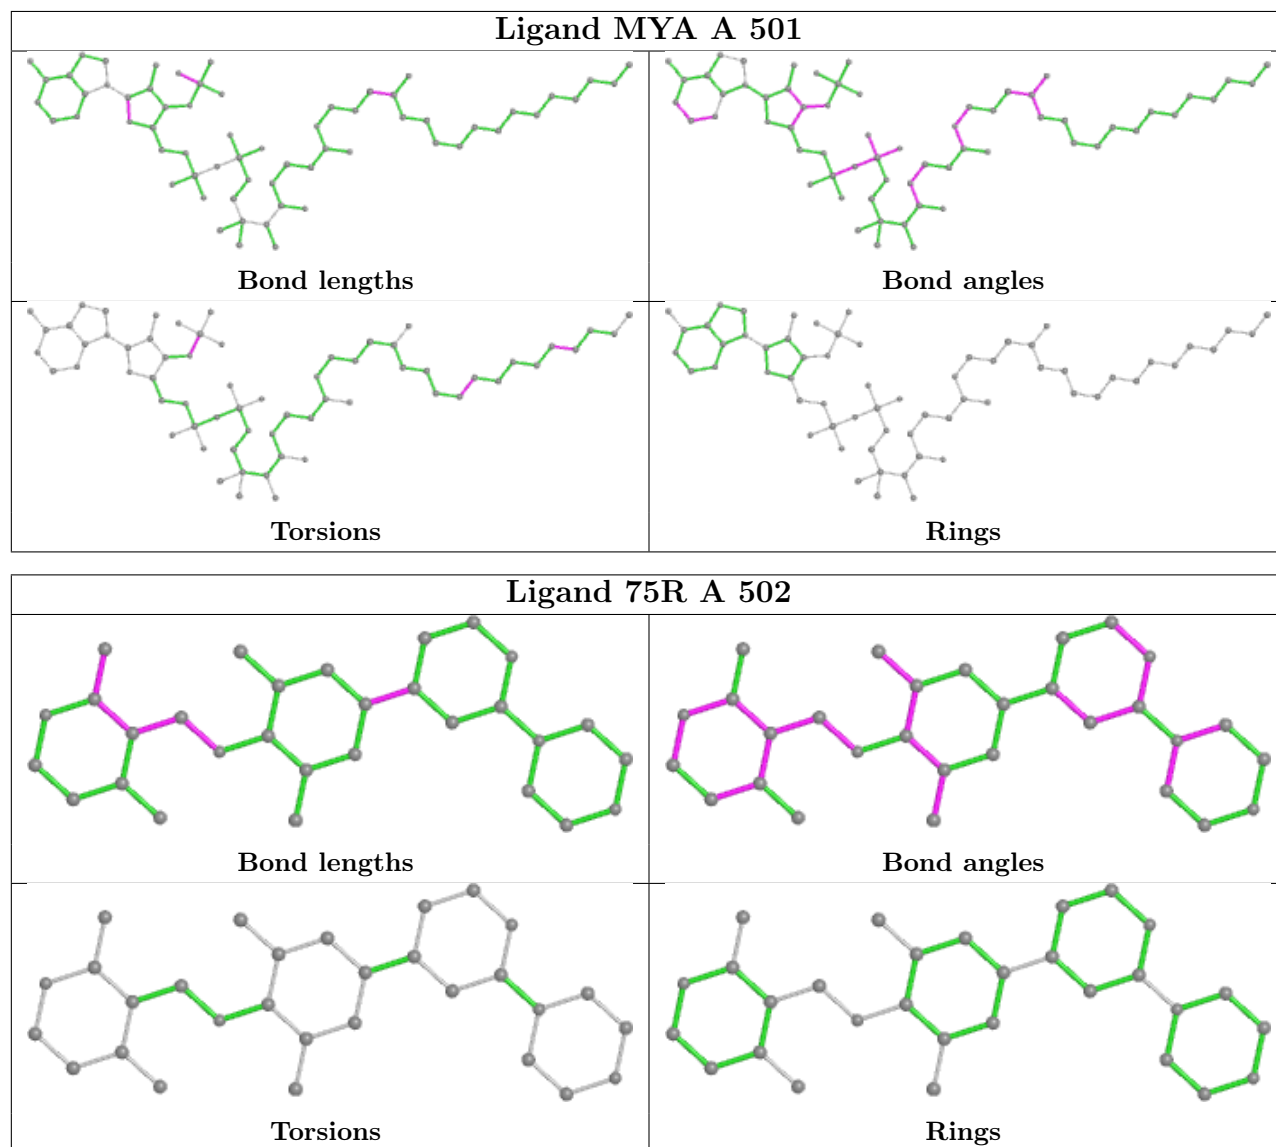 Ligand MYA A 501
Bond lengths
Bond angles
Torsions
Rings
Ligand 75R A 502
Bond lengths
Bond angles
Torsions
Rings